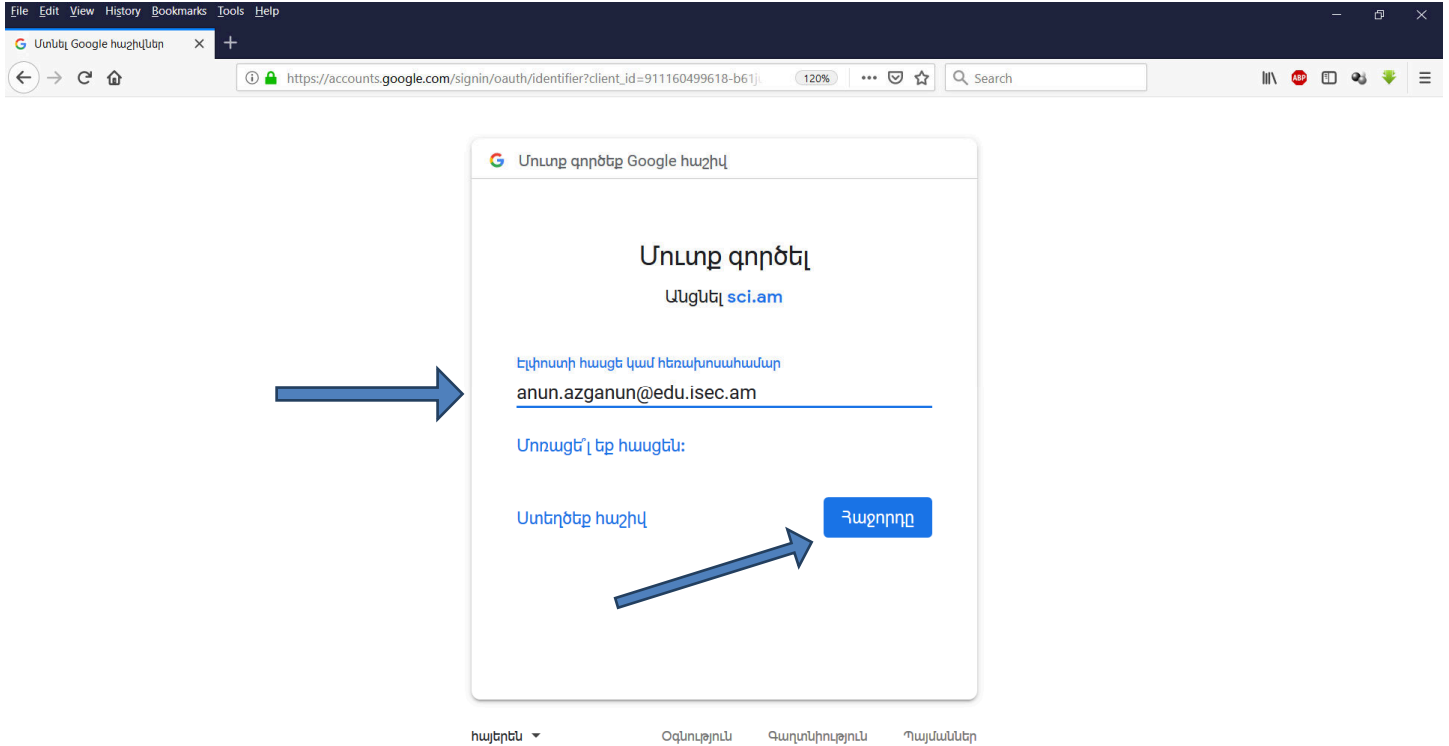 File Edit View History Bookmarks Tools Help
Մտնել Google հաշիվներ
https://accounts.google.com/signin/oauth/identifier?client_id=911160499618-b61j
120%
Search
ABP
Մուտք գործեք Google հաշիվ
Մուտք գործել
Անցնել sci.am
Էլփոստի հասցե կամ հեռախոսահամար
anun.azganun@edu.isec.am
Մոռացե՞լ եք հասցեն:
Ստեղծեք հաշիվ Հաջորդը
հայերեն Օգնություն Գաղտնիություն Պայմաններ